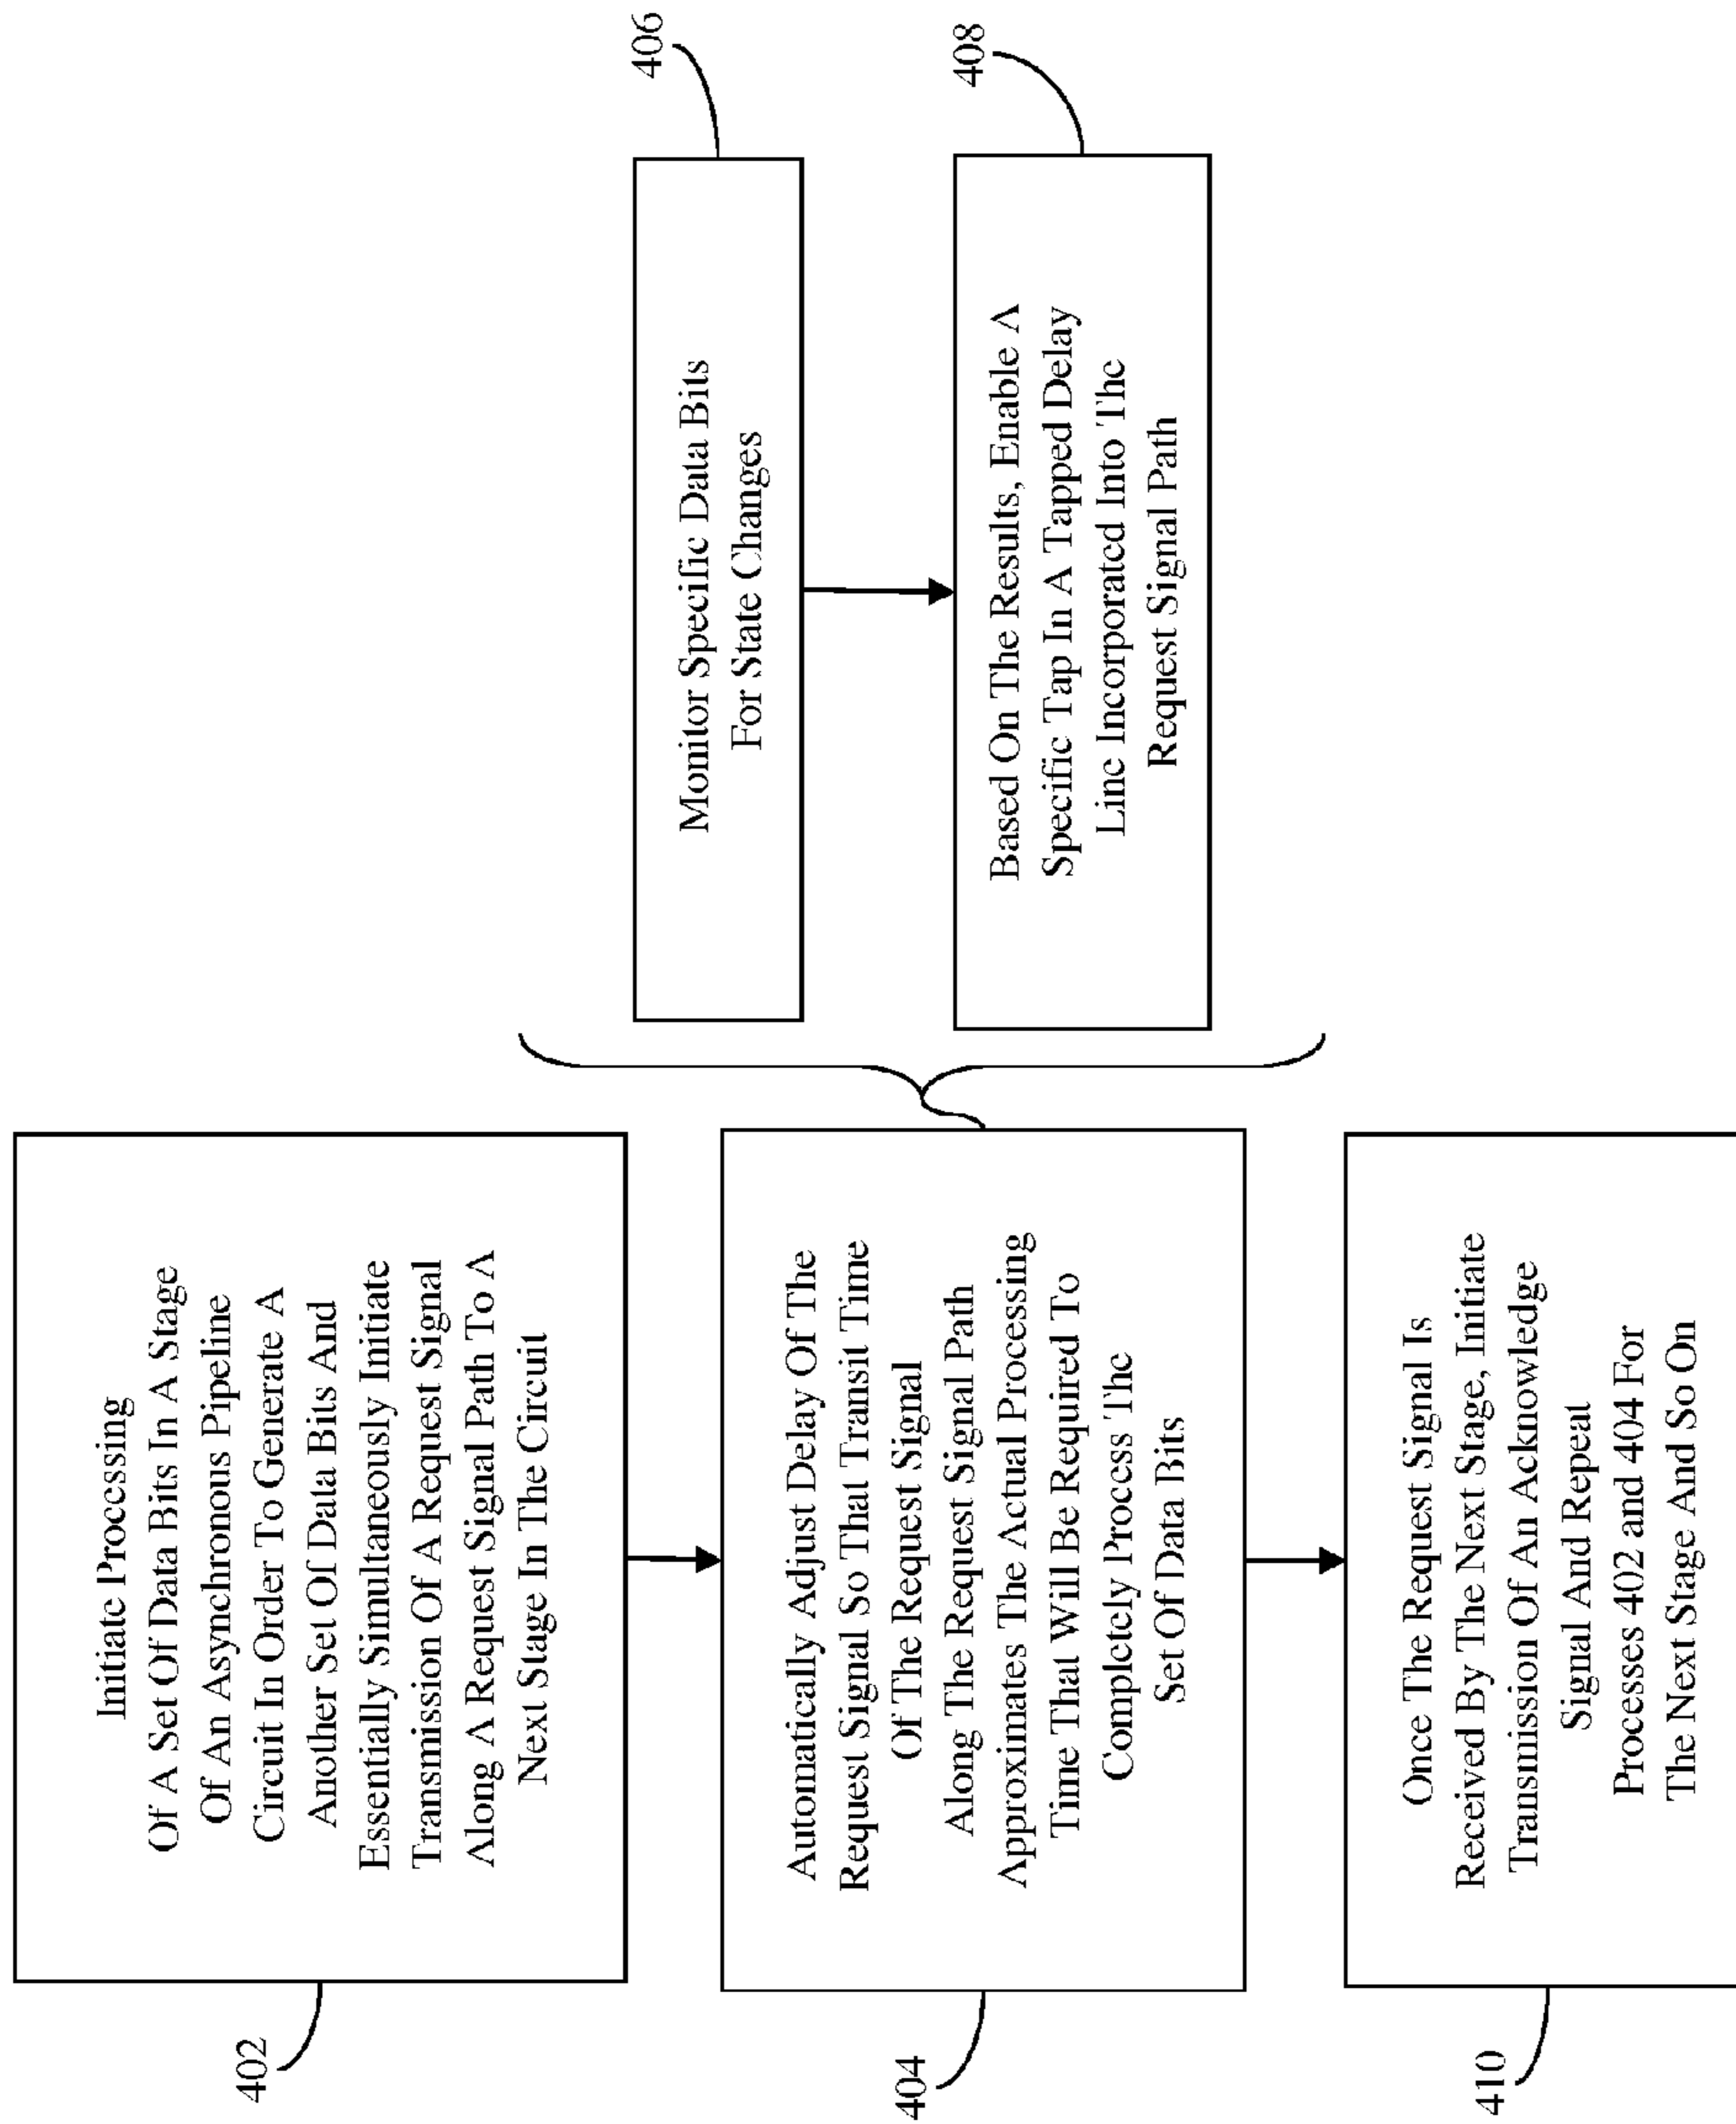 402
Initiate Processing
Of A Set Of Data Bits In A Stage
Of An Asynchronous Pipeline
Circuit In Order To Generate A
Another Set Of Data Bits And
Essentially Simultaneously Initiate
Transmission Of A Request Signal
Along A Request Signal Path To A
Next Stage In The Circuit
404
Automatically Adjust Delay Of The
Request Signal So That Transit Time
Of The Request Signal
Along The Request Signal Path
Approximates The Actual Processing
Time That Will Be Required To
Completely Process The
Set Of Data Bits
406
Monitor Specific Data Bits
For State Changes
408
Based On The Results, Enable A
Specific Tap In A Tapped Delay
Line Incorporated Into The
Request Signal Path
410
Once The Request Signal Is
Received By The Next Stage, Initiate
Transmission Of An Acknowledge
Signal And Repeat
Processes 402 and 404 For
The Next Stage And So On